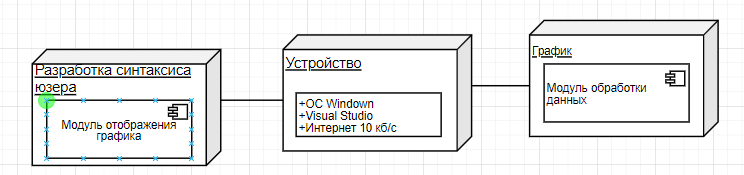 Разработка синтаксиса
юзера
Модуль отображения
графика
Устройство
+ОС Windown
+Visual Studio
+Интернет 10 кб/с
График
Модуль обработки
данных